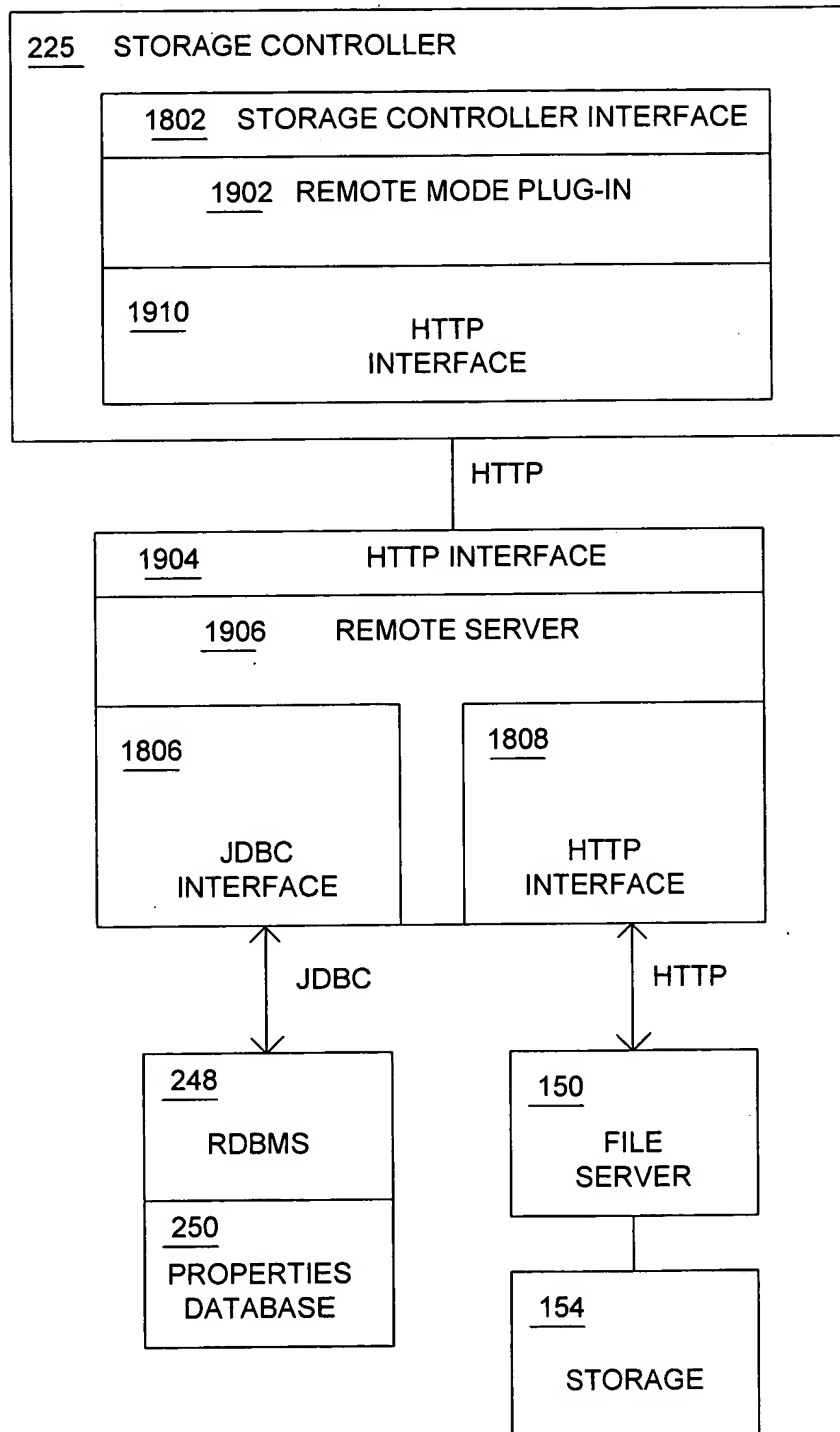 225 STORAGE CONTROLLER
1802 STORAGE CONTROLLER INTERFACE
1902 REMOTE MODE PLUG-IN
1910
HTTP
INTERFACE
HTTP
1904 HTTP INTERFACE
1906 REMOTE SERVER
1806
JDBC
INTERFACE
1808
HTTP
INTERFACE
JDBC
HTTP
248
RDBMS
250
PROPERTIES
DATABASE
150
FILE
SERVER
154
STORAGE